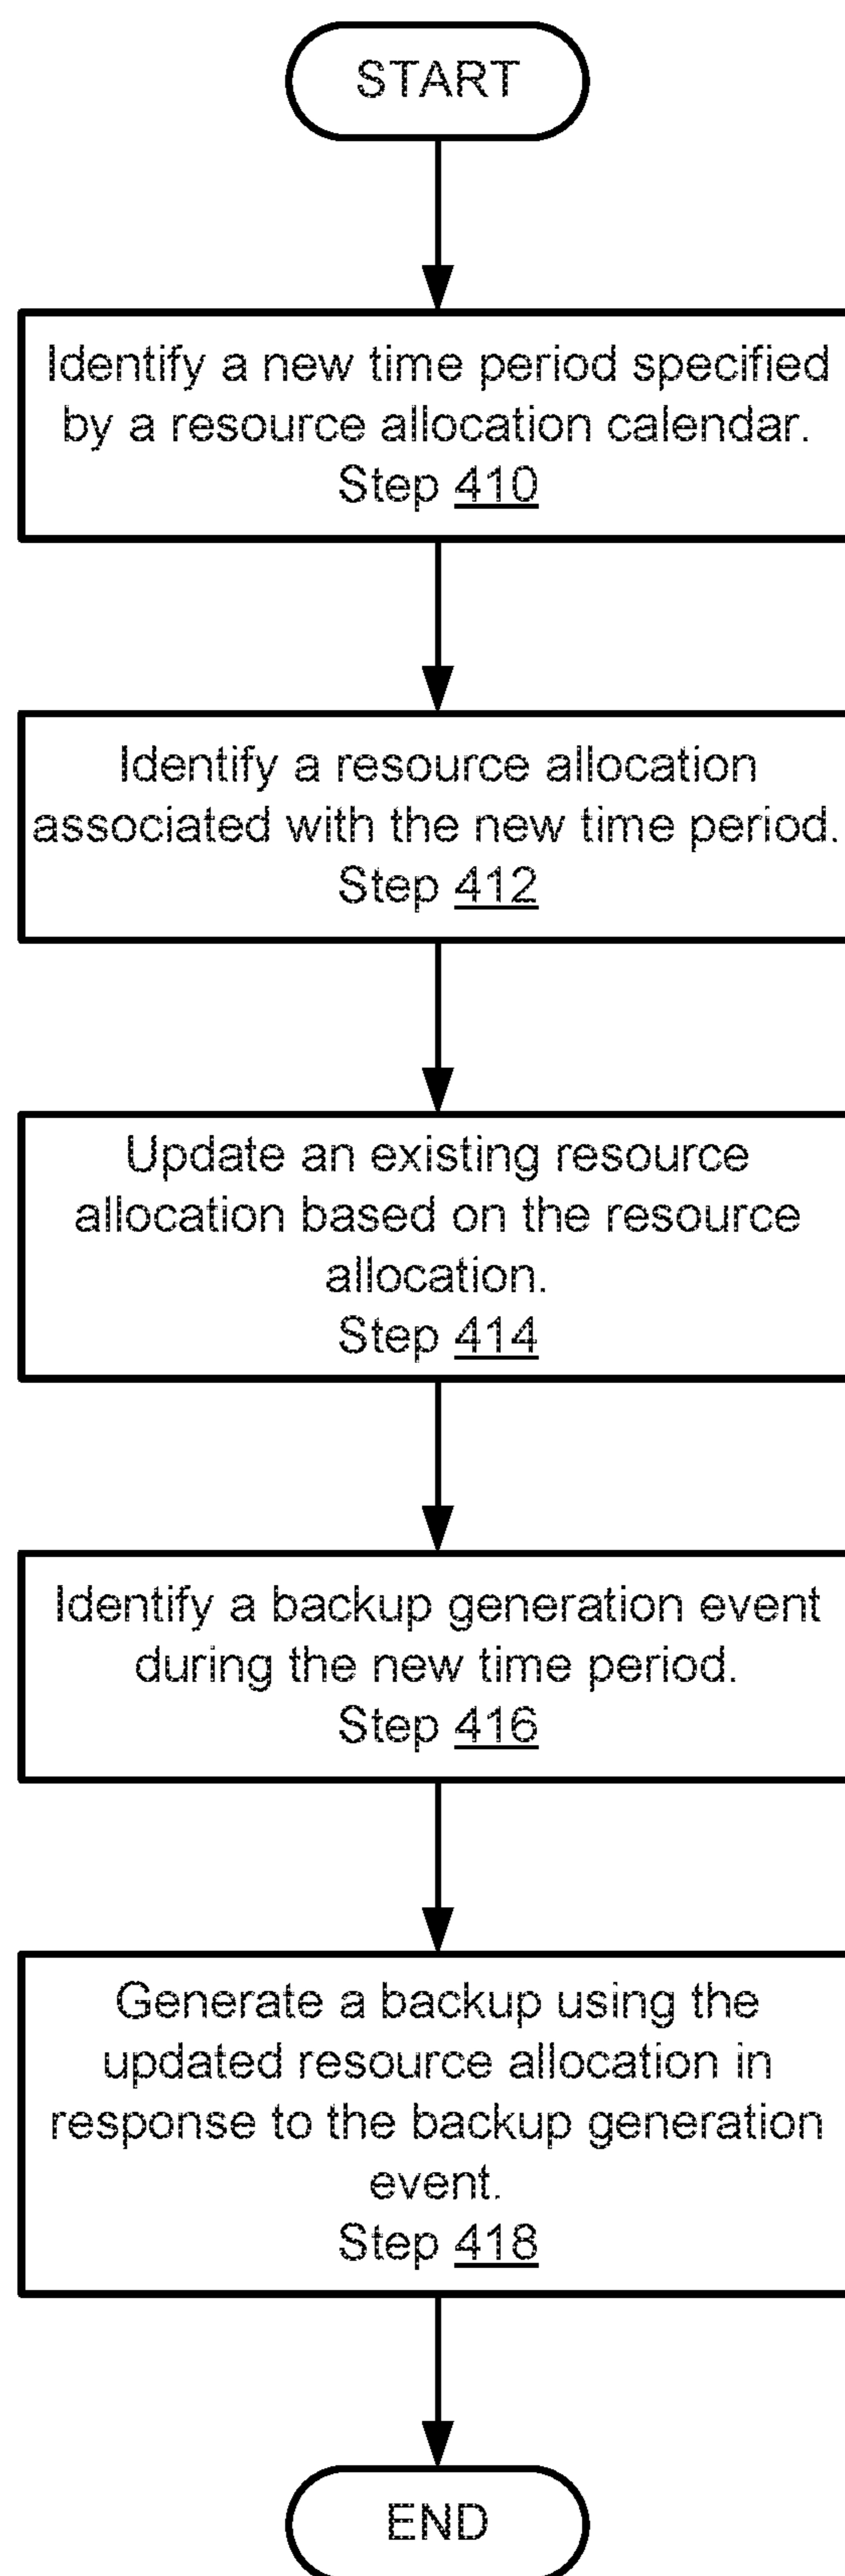 START
Identify a new time period specified
by a resource allocation calendar.
Step 410
Identify a resource allocation
associated with the new time period.
Step 412
Update an existing resource
allocation based on the resource
allocation.
Step 414
Identify a backup generation event
during the new time period.
Step 416
Generate a backup using the
updated resource allocation in
response to the backup generation
event.
Step 418
END